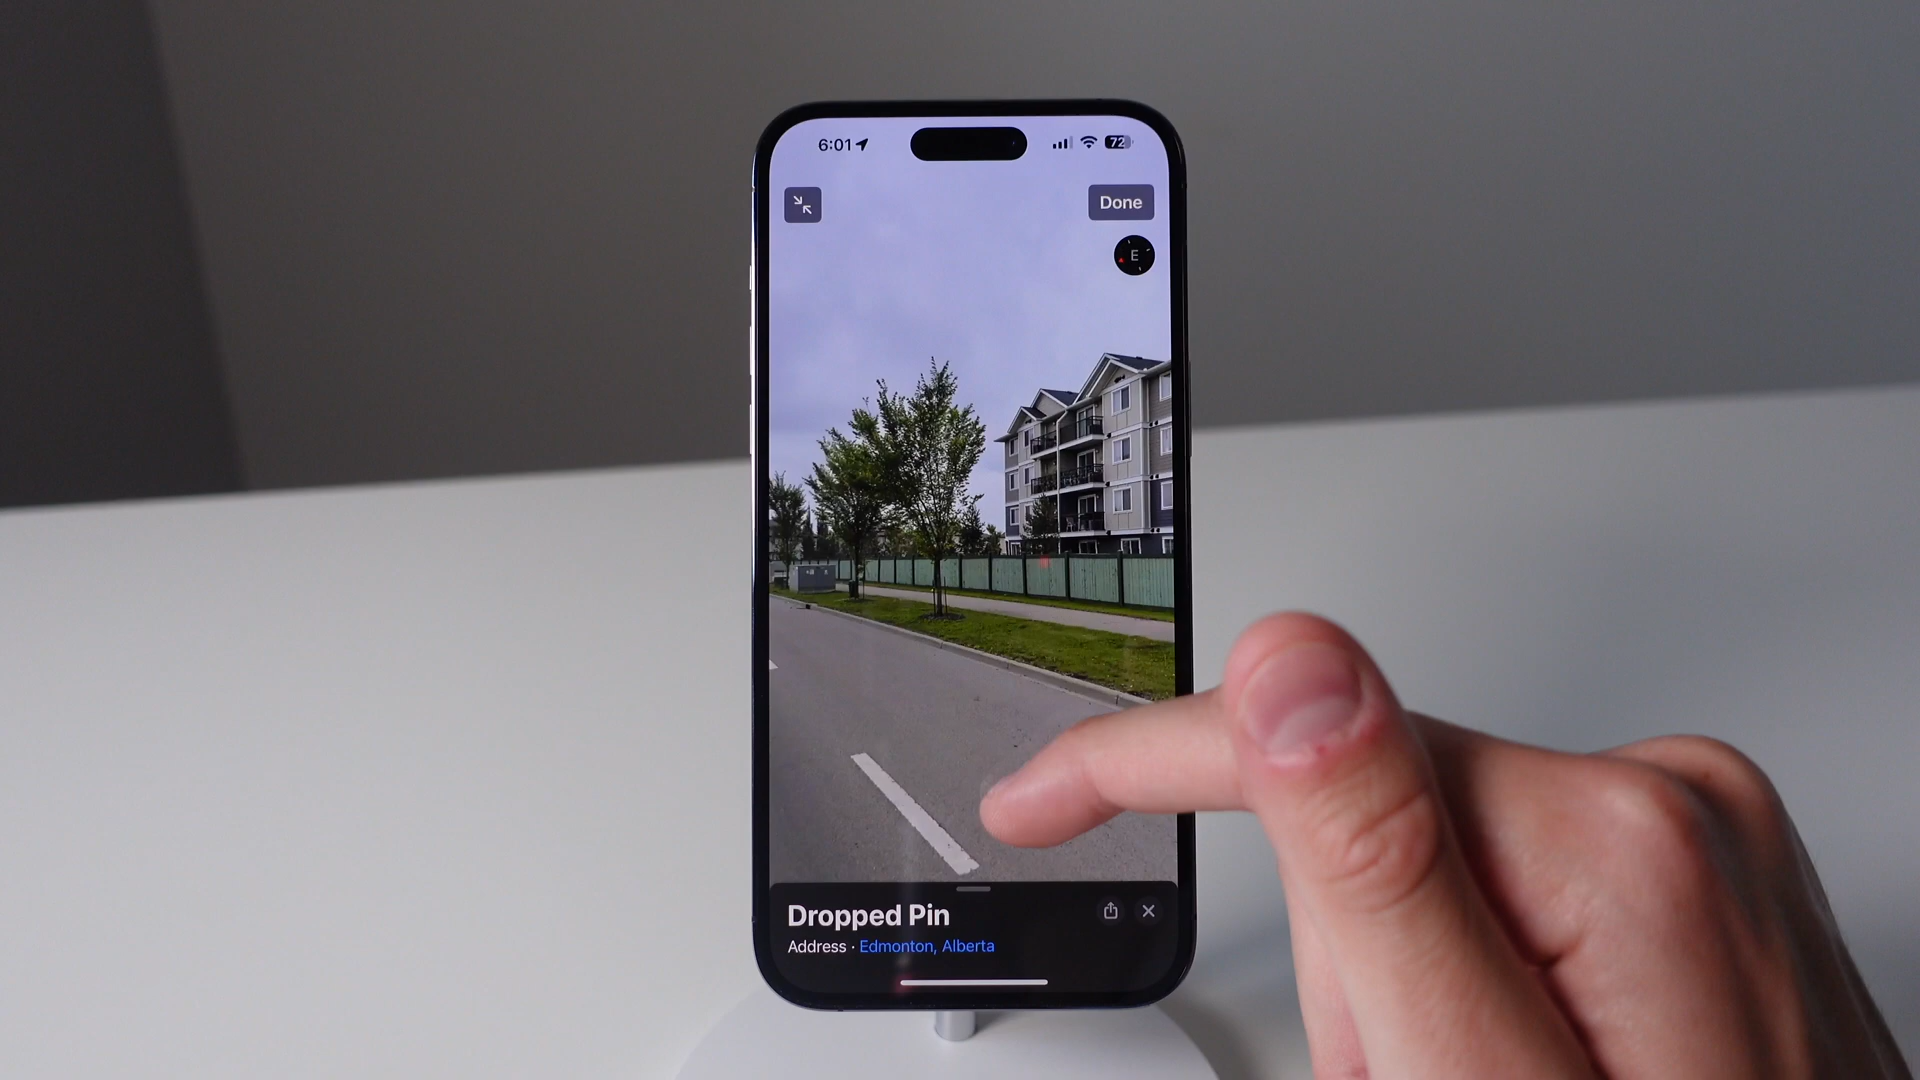 6:01
72
Done
E
Dropped Pin
Address · Edmonton, Alberta